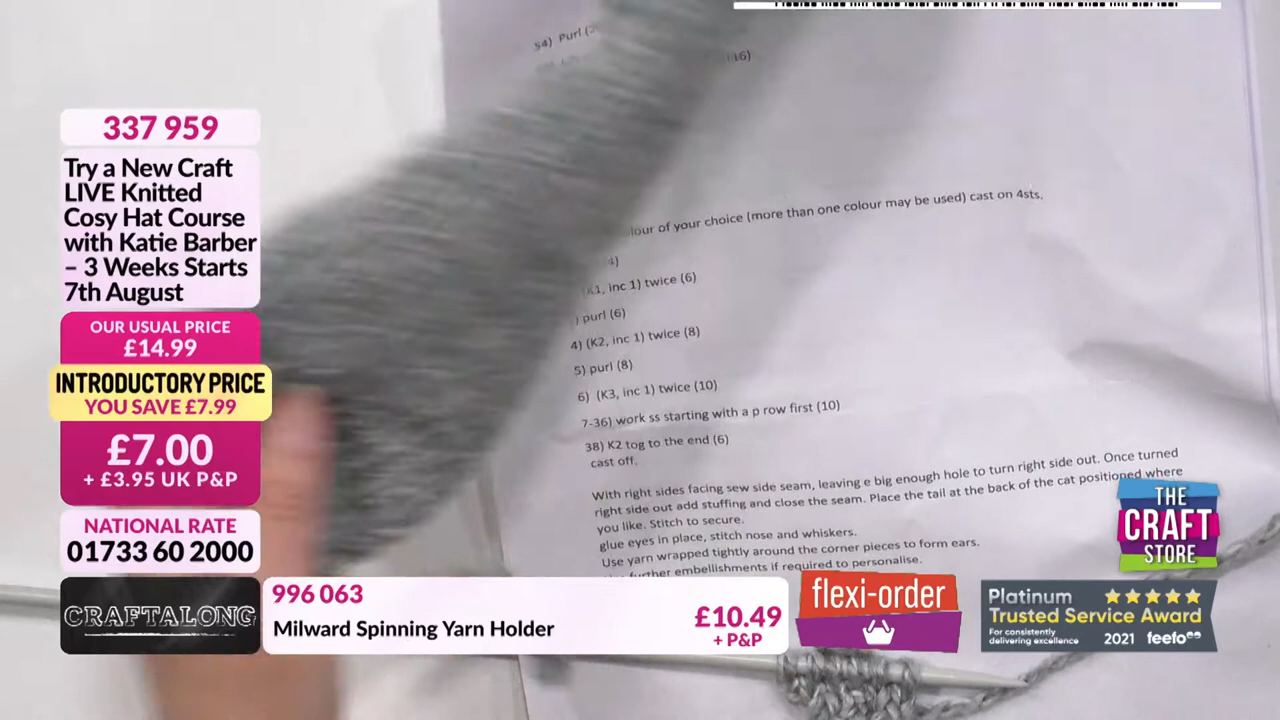 54) Purl
(16)
lour of your choice (more than one colour may be used) cast on 4sts.
4)
K1, inc 1) twice (6)
) purl (6)
4) (K2, inc 1) twice (8)
5) purl (8)
6) (K3, inc 1) twice (10)
7-36) work ss starting with a p row first (10)
38) K2 tog to the end (6)
cast off.
With right sides facing sew side seam, leaving e big enough hole to turn right side out. Once turned
right side out add stuffing and close the seam. Place the tail at the back of the cat positioned where
you like. Stitch to secure.
glue eyes in place, stitch nose and whiskers.
Use yarn wrapped tightly around the corner pieces to form ears.
further embellishments if required to personalise.
337 959
Try a New Craft
LIVE Knitted
Cosy Hat Course
with Katie Barber
– 3 Weeks Starts
7th August
OUR USUAL PRICE
£14.99
INTRODUCTORY PRICE
YOU SAVE £7.99
£7.00
+ £3.95 UK P&P
NATIONAL RATE
01733 60 2000
CRAFTALONG
996 063
Milward Spinning Yarn Holder
£10.49
+ P&P
flexi-order
THE
CRAFT
STORE
Platinum
Trusted Service Award
For consistently
delivering excellence
2021 feefo